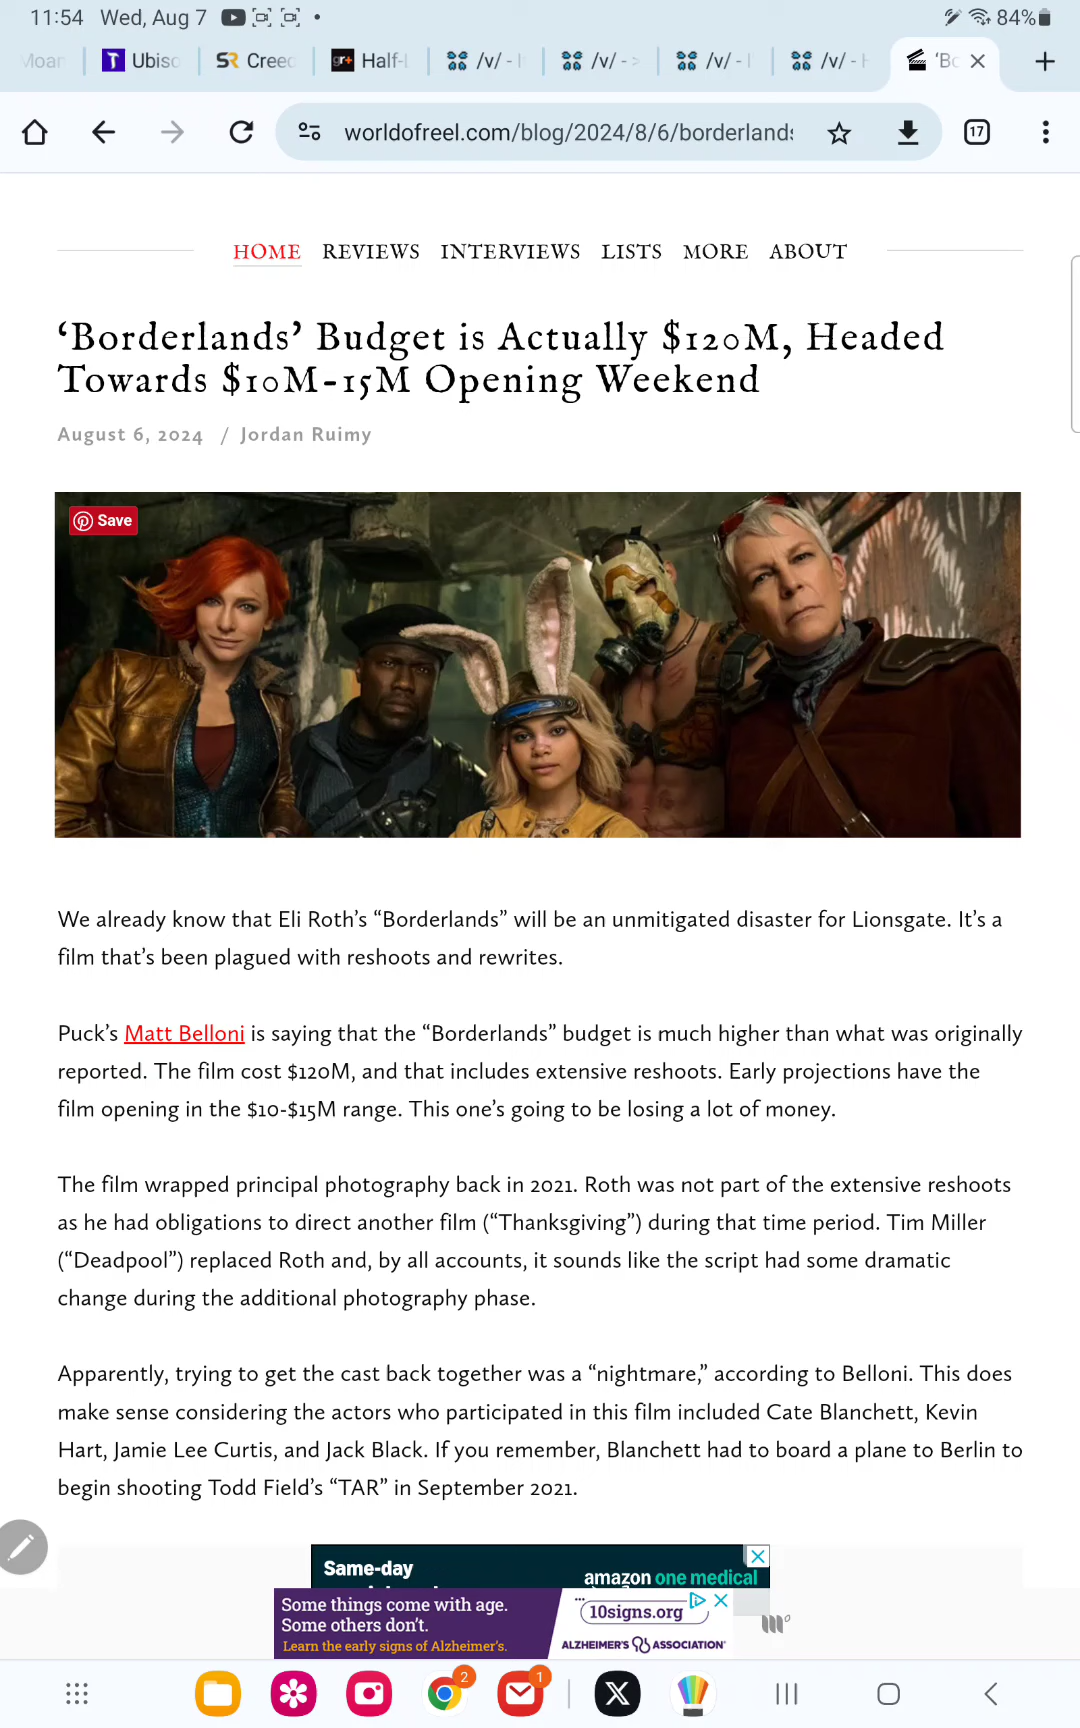 11:54 Wed, Aug 7 84%
Moar Ubisc SR Creec gr+ Half-L /v/ - I /v/ - > /v/ - I /v/ - H 'Bc
worldofreel.com/blog/2024/8/6/borderlands 17
HOME REVIEWS INTERVIEWS LISTS MORE ABOUT
‘Borderlands’ Budget is Actually $120M, Headed
Towards $10M-15M Opening Weekend
August 6, 2024 / Jordan Ruimy
Save
We already know that Eli Roth’s “Borderlands” will be an unmitigated disaster for Lionsgate. It’s a
film that’s been plagued with reshoots and rewrites.
Puck’s Matt Belloni is saying that the “Borderlands” budget is much higher than what was originally
reported. The film cost $120M, and that includes extensive reshoots. Early projections have the
film opening in the $10-$15M range. This one’s going to be losing a lot of money.
The film wrapped principal photography back in 2021. Roth was not part of the extensive reshoots
as he had obligations to direct another film (“Thanksgiving”) during that time period. Tim Miller
(“Deadpool”) replaced Roth and, by all accounts, it sounds like the script had some dramatic
change during the additional photography phase.
Apparently, trying to get the cast back together was a “nightmare,” according to Belloni. This does
make sense considering the actors who participated in this film included Cate Blanchett, Kevin
Hart, Jamie Lee Curtis, and Jack Black. If you remember, Blanchett had to board a plane to Berlin to
begin shooting Todd Field’s “TAR” in September 2021.
Same-day
amazon one medical
Some things come with age.
Some others don’t.
Learn the early signs of Alzheimer’s.
10signs.org
ALZHEIMER’S ASSOCIATION
2 1